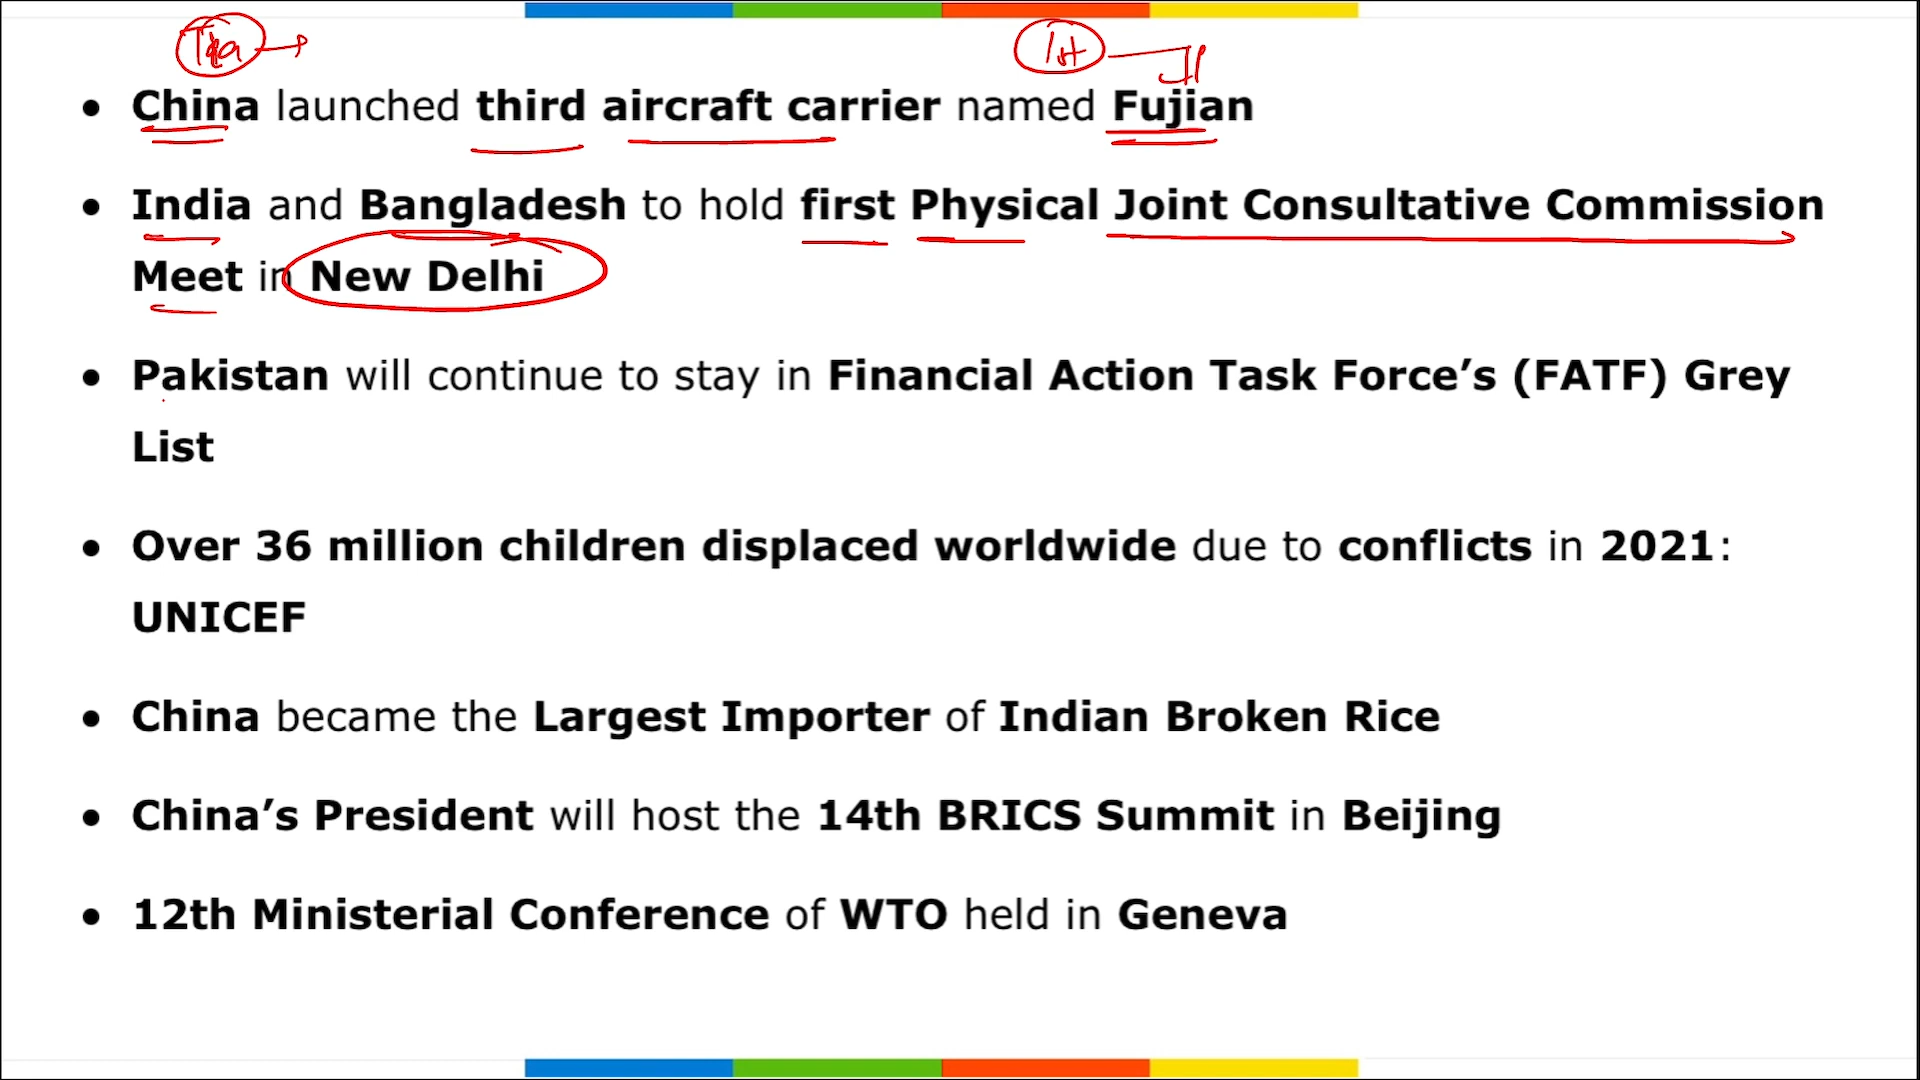 1st
• China launched third aircraft carrier named Fujian
• India and Bangladesh to hold first Physical Joint Consultative Commission
Meet in New Delhi
• Pakistan will continue to stay in Financial Action Task Force’s (FATF) Grey
List
• Over 36 million children displaced worldwide due to conflicts in 2021:
UNICEF
• China became the Largest Importer of Indian Broken Rice
• China’s President will host the 14th BRICS Summit in Beijing
• 12th Ministerial Conference of WTO held in Geneva